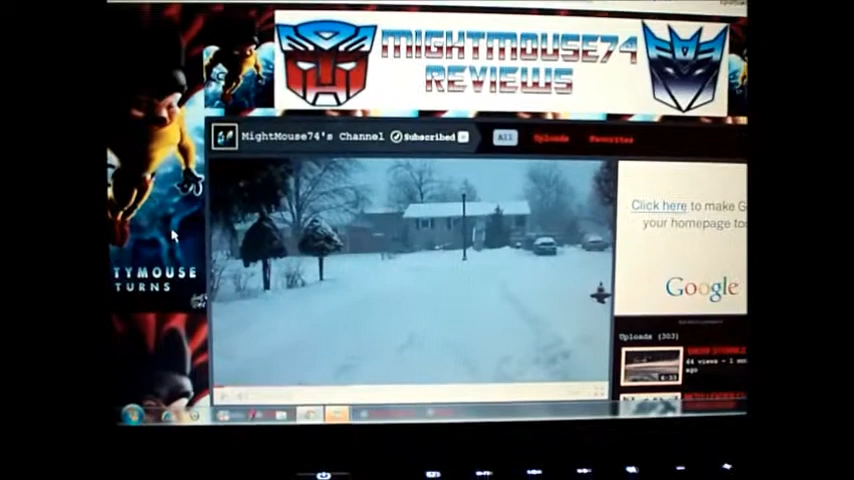 MIGHTMOUSE74
REVIEWS
MightMouse74's Channel
Subscribed
All
Uploads
Favorites
Click here to make G
your homepage to
Google
TYMOUSE
TURNS
Uploads (303)
ago